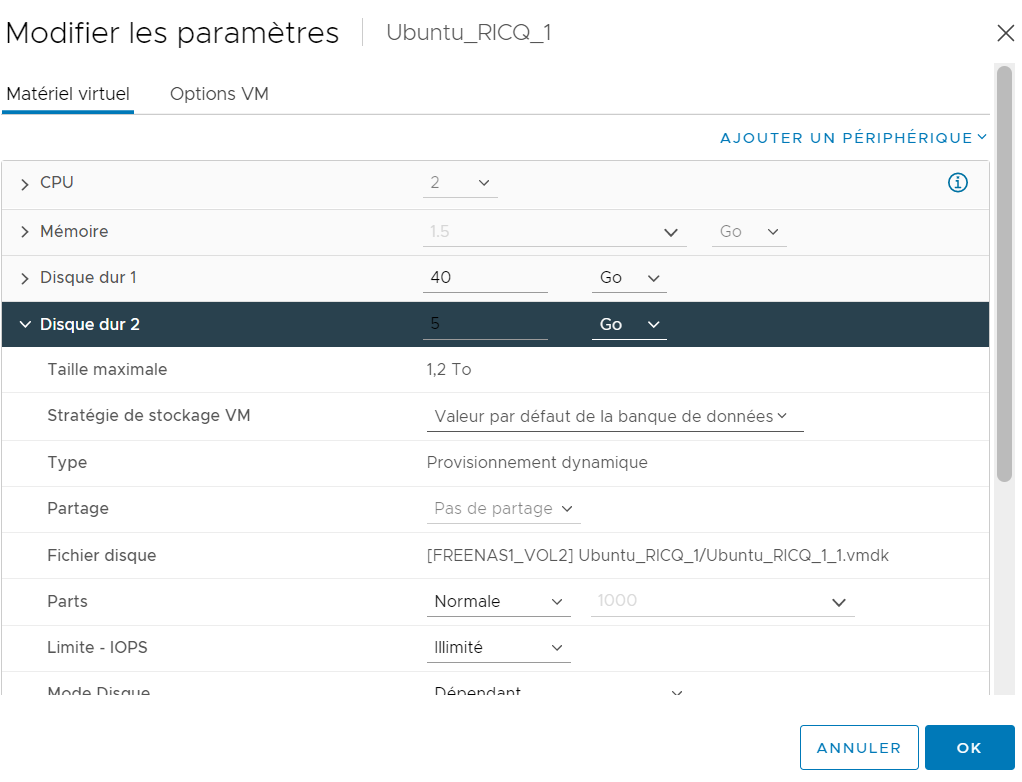 Modifier les paramètres Ubuntu_RICQ_1
Matériel virtuel Options VM
AJOUTER UN PÉRIPHÉRIQUE
CPU 2
Mémoire 1.5 Go
Disque dur 1 40 Go
Disque dur 2 5 Go
Taille maximale 1,2 To
Stratégie de stockage VM Valeur par défaut de la banque de données
Type Provisionnement dynamique
Partage Pas de partage
Fichier disque [FREENAS1_VOL2] Ubuntu_RICQ_1/Ubuntu_RICQ_1_1.vmdk
Parts Normale 1000
Limite - IOPS Illimité
Mode Disque Dépendant
ANNULER OK